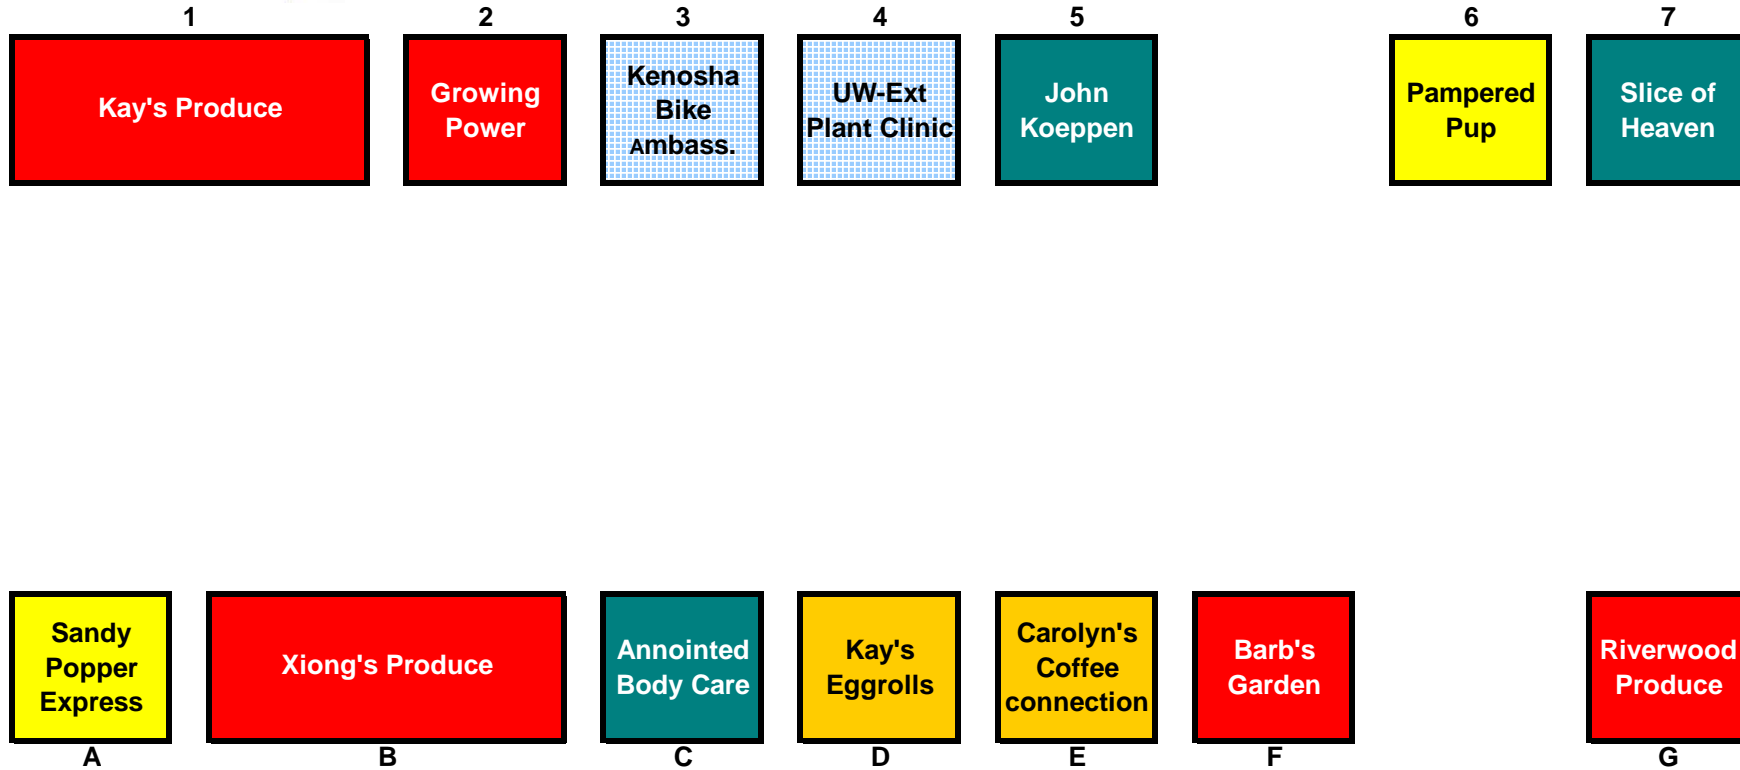 1 2 3 4 5 6 7
Kay's Produce
Growing
Power
Kenosha
Bike
Ambass.
UW-Ext
Plant Clinic
John
Koeppen
Pampered
Pup
Slice of
Heaven
Sandy
Popper
Express
Xiong's Produce
Annointed
Body Care
Kay's
Eggrolls
Carolyn's
Coffee
connection
Barb's
Garden
Riverwood
Produce
A B C D E F G